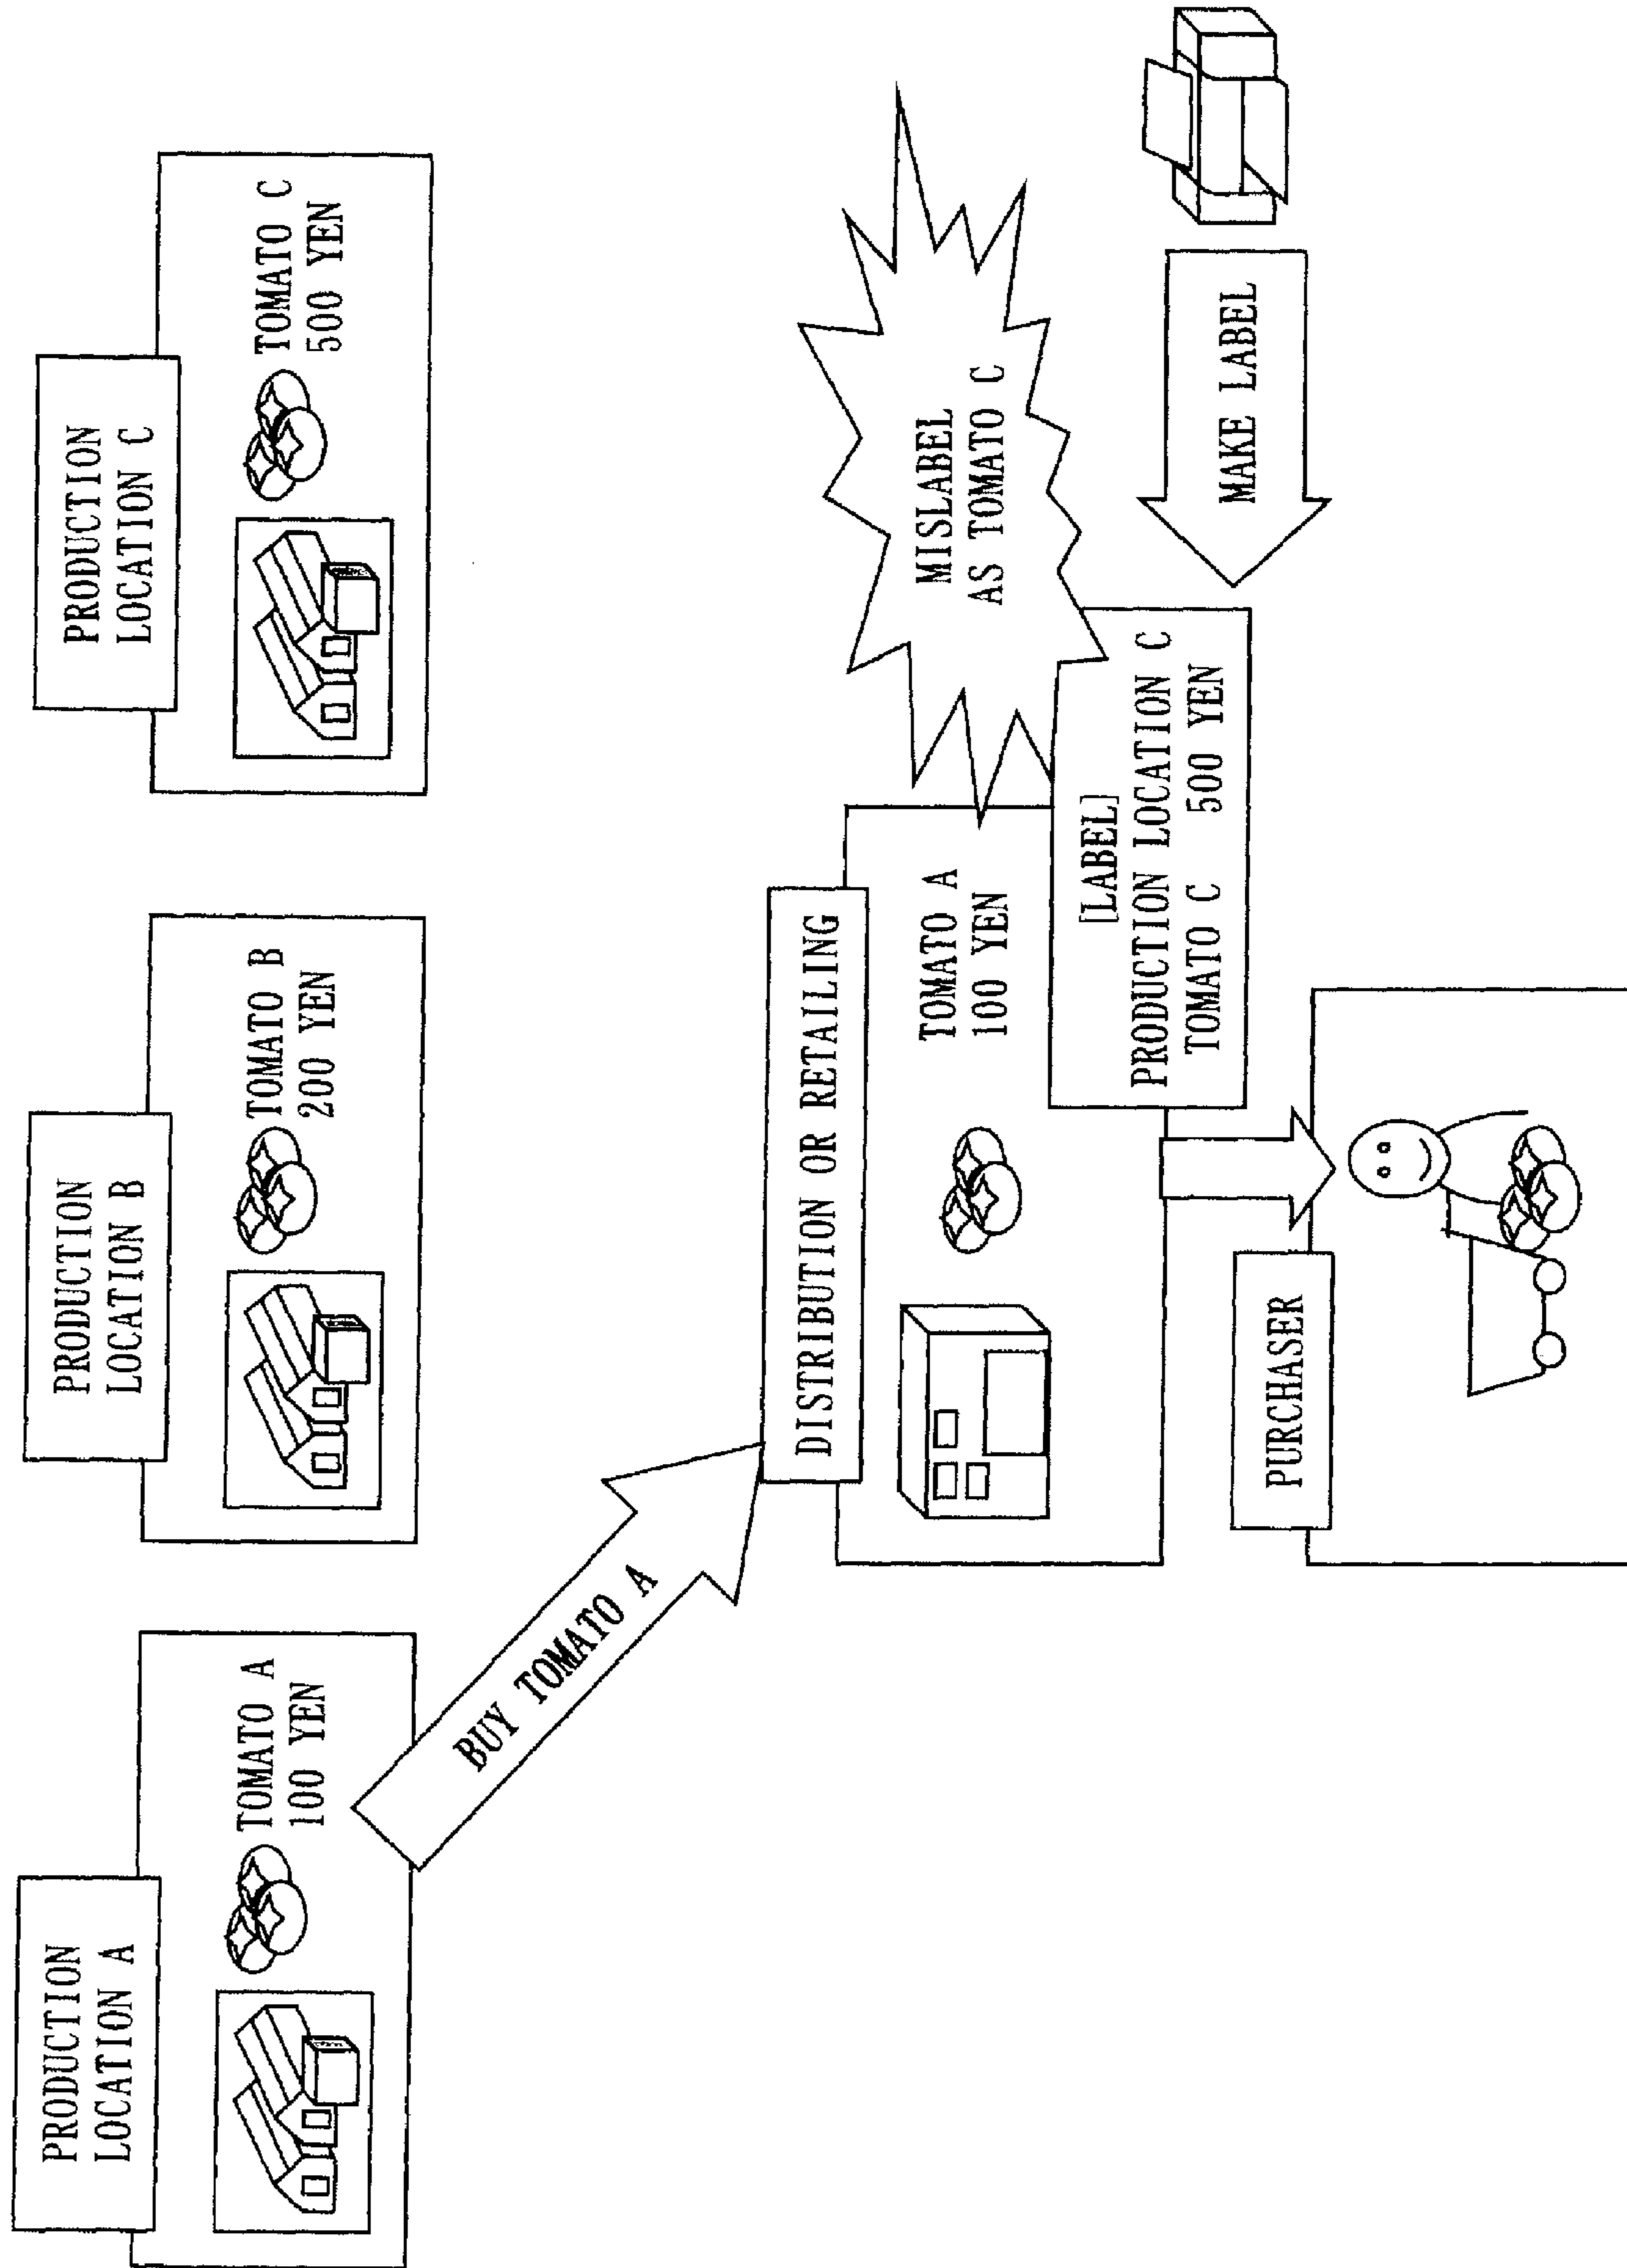 PRODUCTION
LOCATION A
TOMATO A
100 YEN
PRODUCTION
LOCATION B
TOMATO B
200 YEN
PRODUCTION
LOCATION C
TOMATO C
500 YEN
BUY TOMATO A
DISTRIBUTION OR RETAILING
TOMATO A
100 YEN
MISLABEL
AS TOMATO C
[LABEL]
PRODUCTION LOCATION C
TOMATO C 500 YEN
MAKE LABEL
PURCHASER